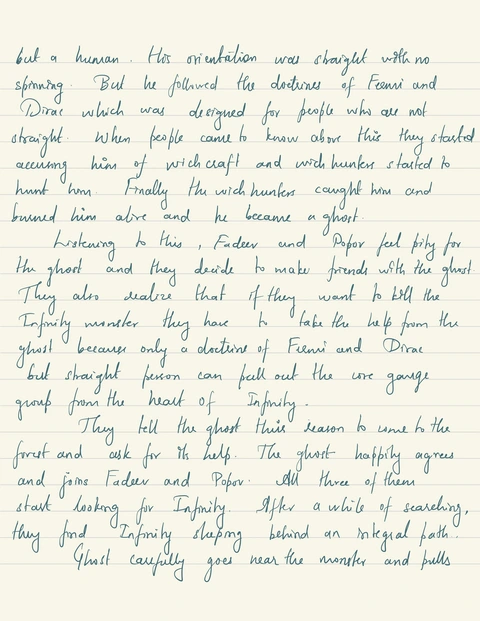 but a human. His orientation was straight with no
spinning. But he followed the doctrines of Fermi and
Dirac which was designed for people who are not
straight. When people came to know above this they started
accusing him of wichcraft and wich hunters started to
hunt him. Finally the wich hunters caught him and
burned him alive and he became a ghost.
Listening to this, Fadeev and Popov feel pity for
the ghost and they decide to make friends with the ghost.
They also realize that if they want to kill the
Infinity monster they have to take the help from the
ghost because only a doctrine of Fermi and Dirac
but straight person can pull out the core gauge
group from the heart of Infinity.
They tell the ghost their reason to come to the
forest and ask for its help. The ghost happily agrees
and joins Fadeev and Popov. All three of them
start looking for Infinity. After a while of searching,
they find Infinity sleeping behind an integral path.
Ghost carefully goes near the monster and pulls